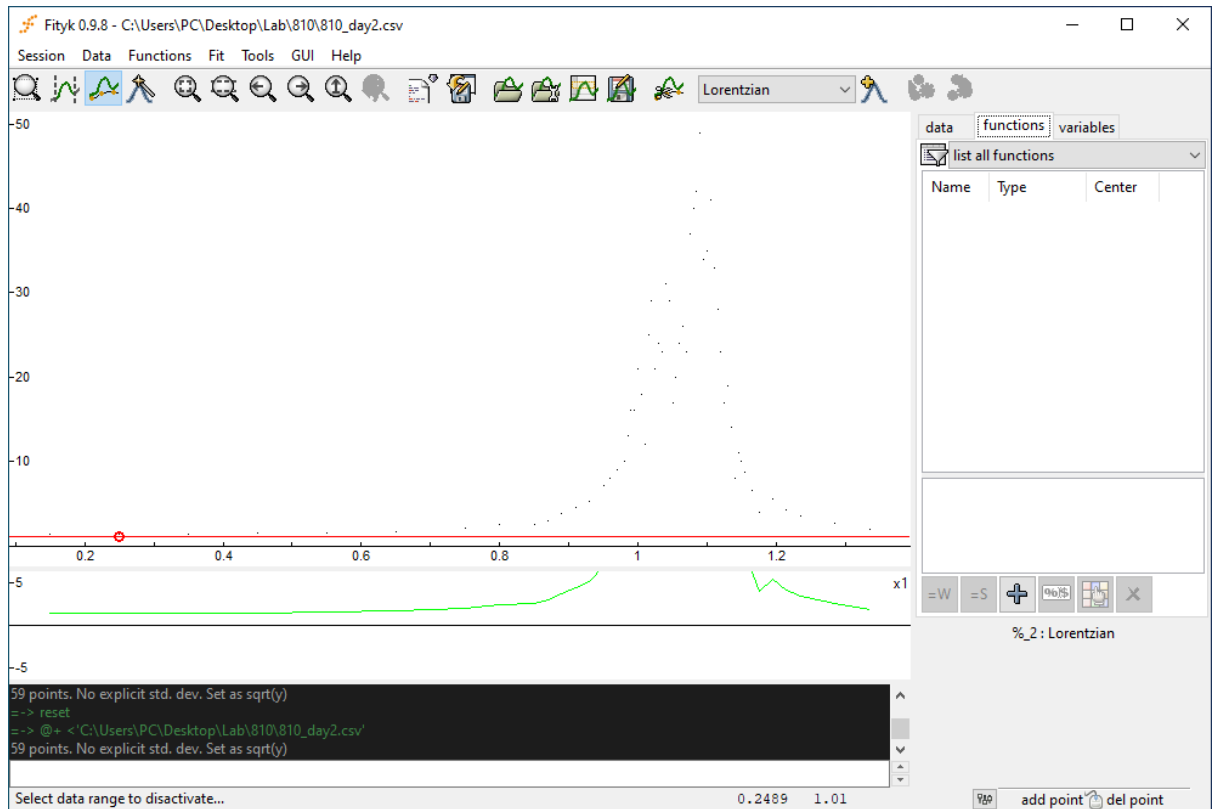 Fityk 0.9.8 - C:\Users\PC\Desktop\Lab\810\810_day2.csv
Session Data Functions Fit Tools GUI Help
Lorentzian
data functions variables
list all functions
Name Type Center
50
40
30
20
10
0.2 0.4 0.6 0.8 1 1.2
5 x1
-5
=W =S
%_2 : Lorentzian
59 points. No explicit std. dev. Set as sqrt(y)
=-> reset
=-> @+ <'C:\Users\PC\Desktop\Lab\810\810_day2.csv'
59 points. No explicit std. dev. Set as sqrt(y)
Select data range to disactivate... 0.2489 1.01 add point del point